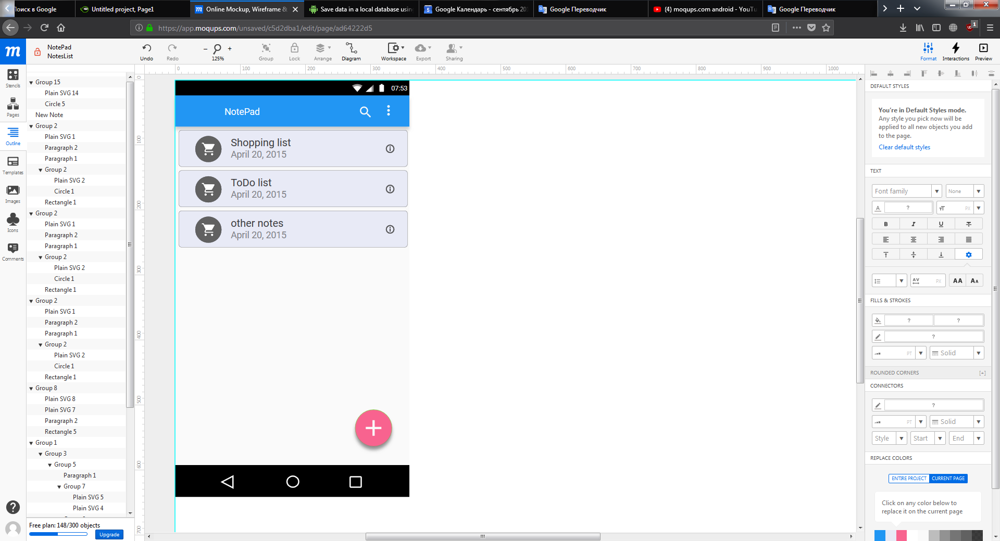 Поиск в Google
Untitled project, Page1
Online Mockup, Wireframe &
Save data in a local database using
Google Календарь - сентябрь 20
Google Переводчик
(4) moqups.com android - YouTu
Google Переводчик
https://app.moqups.com/unsaved/c5d2dba1/edit/page/ad64222d5
1
m
NotePad
NotesList
Undo
Redo
125%
Group
Lock
Arrange
Diagram
Workspace
Export
Sharing
Format
Interactions
Preview
Stencils
Pages
Outline
Templates
Images
Icons
Comments
Group 15
Plain SVG 14
Circle 5
New Note
Group 2
Plain SVG 1
Paragraph 2
Paragraph 1
Group 2
Plain SVG 2
Circle 1
Rectangle 1
Group 2
Plain SVG 1
Paragraph 2
Paragraph 1
Group 2
Plain SVG 2
Circle 1
Rectangle 1
Group 2
Plain SVG 1
Paragraph 2
Paragraph 1
Group 2
Plain SVG 2
Circle 1
Rectangle 1
Group 8
Plain SVG 8
Plain SVG 7
Paragraph 2
Rectangle 5
Group 1
Group 3
Group 5
Paragraph 1
Group 7
Plain SVG 5
Plain SVG 4
Free plan: 148/300 objects
Upgrade
0 100 200 300 400 500 600 700 800 900 1000
0
100
200
300
400
500
600
700
07:53
NotePad
Shopping list
April 20, 2015
ToDo list
April 20, 2015
other notes
April 20, 2015
DEFAULT STYLES
You're in Default Styles mode.
Any style you pick now will be
applied to all new objects you add
to the page.
Clear default styles
TEXT
Font family
None
A ? TT PX
B I U T
AV PX AA AA
FILLS & STROKES
? ?
?
PT Solid
ROUNDED CORNERS [+]
CONNECTORS
?
PT Solid
Style Start End
REPLACE COLORS
ENTIRE PROJECT CURRENT PAGE
Click on any color below to
replace it on the current page